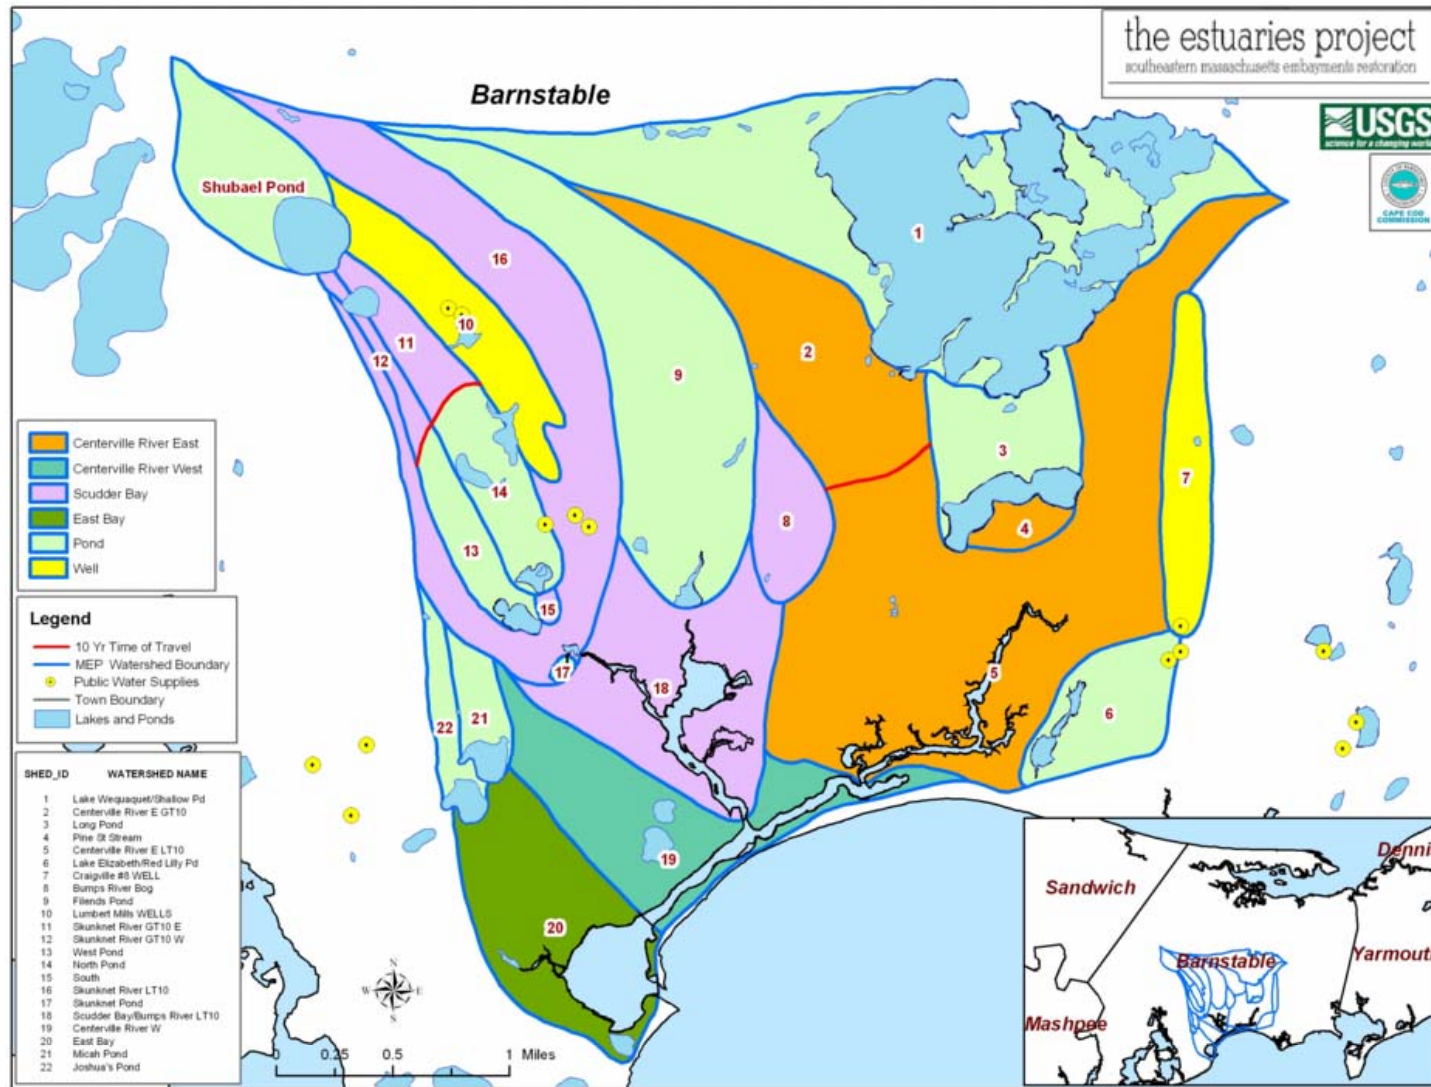 the estuaries project
southeastern massachusetts embayments restoration
Barnstable
USGS
science for a changing world
CAPE COD
COMMISSION
Shubael Pond
1
16
10
11
12
2
9
3
14
7
8
4
13
15
17
5
18
6
22
21
19
20
Centerville River East
Centerville River West
Scudder Bay
East Bay
Pond
Well
Legend
10 Yr Time of Travel
MEP Watershed Boundary
Public Water Supplies
Town Boundary
Lakes and Ponds
SHED_ID WATERSHED NAME
1 Lake Wequaquet/Shallow Pd
2 Centerville River E GT10
3 Long Pond
4 Pine St Stream
5 Centerville River E LT10
6 Lake Elizabeth/Red Lilly Pd
7 Craigville #8 WELL
8 Bumps River Bog
9 Filends Pond
10 Lumbert Mills WELLS
11 Skunknet River GT10 E
12 Skunknet River GT10 W
13 West Pond
14 North Pond
15 South
16 Skunknet River LT10
17 Skunknet Pond
18 Scudder Bay/Bumps River LT10
19 Centerville River W
20 East Bay
21 Micah Pond
22 Joshua's Pond
N
W E
S
0 0.25 0.5 1 Miles
Dennis
Sandwich
Barnstable
Yarmouth
Mashpee